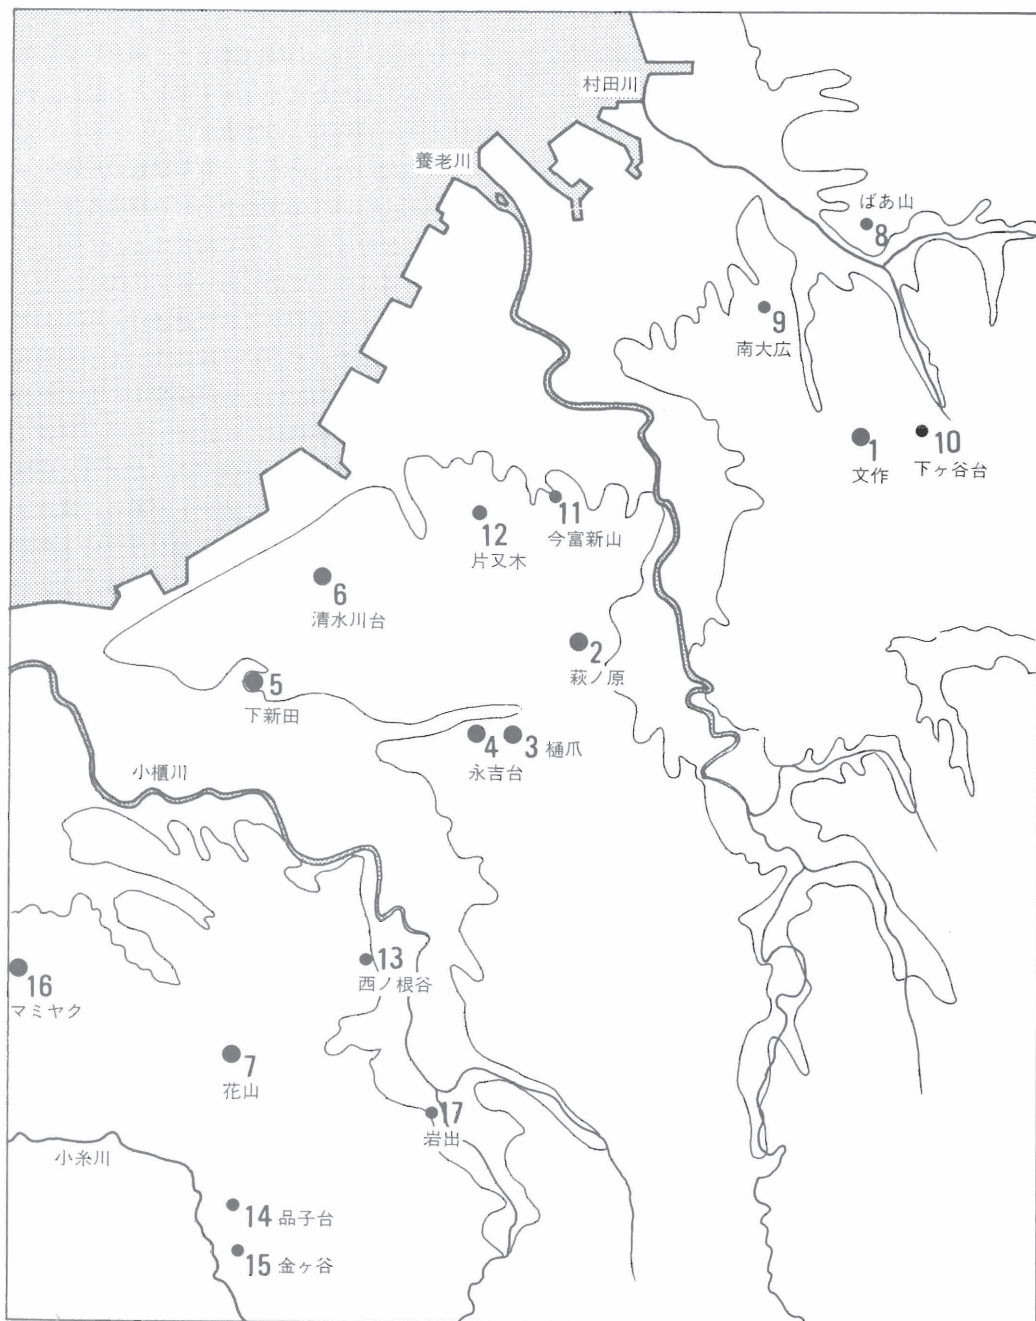 村田川
養老川
ばあ山
8
9
南大広
1
文作
10
下ヶ谷台
11
今富新山
12
片又木
6
清水川台
2
萩ノ原
5
下新田
4
永吉台
3 樋爪
小櫃川
13
西ノ根谷
16
マミヤク
7
花山
17
岩出
小糸川
14 品子台
15 金ヶ谷